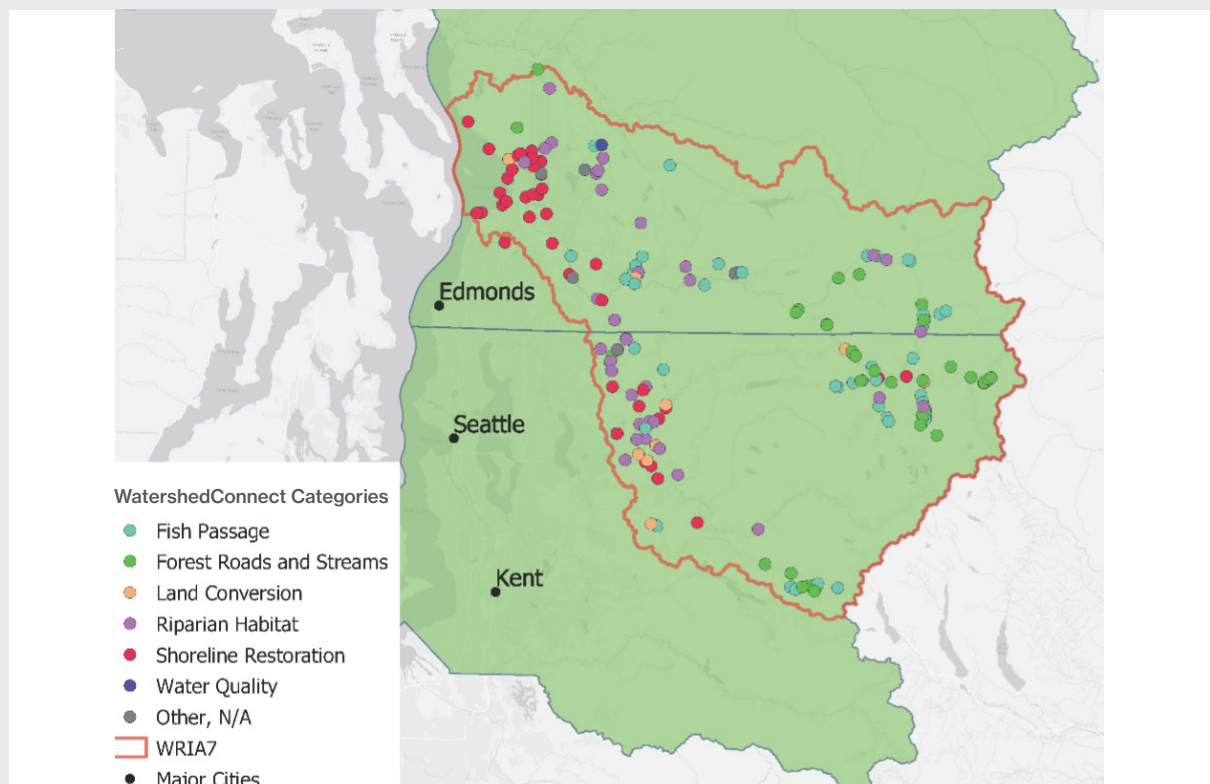 Edmonds
Seattle
Kent
WatershedConnect Categories
Fish Passage
Forest Roads and Streams
Land Conversion
Riparian Habitat
Shoreline Restoration
Water Quality
Other, N/A
WRIA7
Major Cities